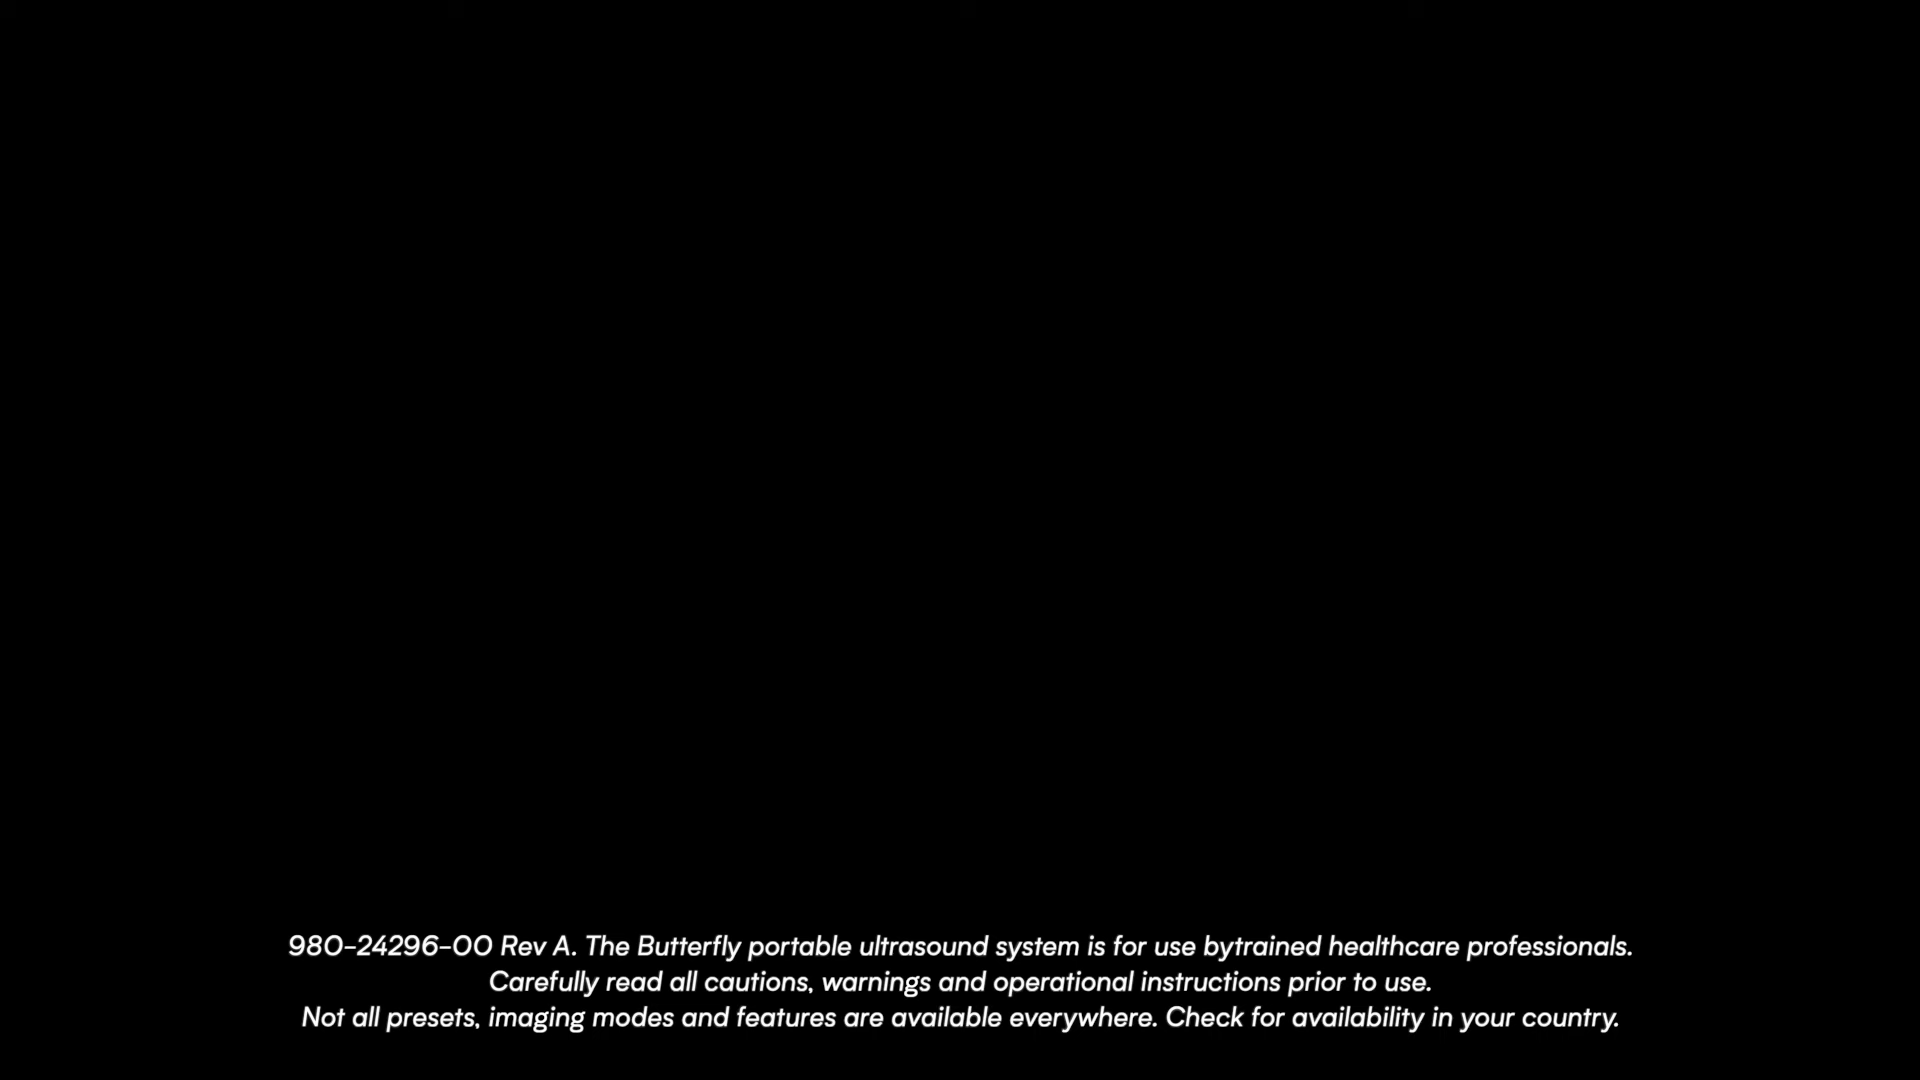 980-24296-00 Rev A. The Butterfly portable ultrasound system is for use bytrained healthcare professionals.
Carefully read all cautions, warnings and operational instructions prior to use.
Not all presets, imaging modes and features are available everywhere. Check for availability in your country.